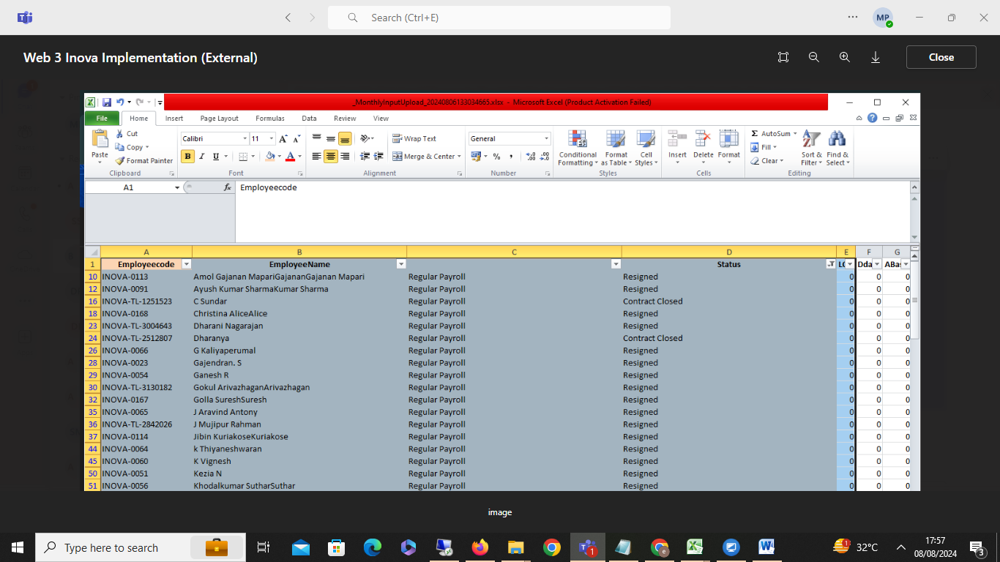 Search (Ctrl+E)
MP
Web 3 Inova Implementation (External)
Close
_MonthlyInputUpload_20240806133034665.xlsx - Microsoft Excel (Product Activation Failed)
File Home Insert Page Layout Formulas Data Review View
Paste Cut Copy Format Painter
Calibri 11 A A
B I U A
Wrap Text
Merge & Center
General
% ,
Conditional Formatting Format as Table Cell Styles
Insert Delete Format
AutoSum Fill Clear
Sort & Filter Find & Select
Clipboard Font Alignment Number Styles Cells Editing
A1 fx Employeecode
A B C D E F G
1 Employeecode EmployeeName Status Dda ABa
10 INOVA-0113 Amol Gajanan MapariGajananGajanan Mapari Regular Payroll Resigned 0 0 0
12 INOVA-0091 Ayush Kumar SharmaKumar Sharma Regular Payroll Resigned 0 0 0
16 INOVA-TL-1251523 C Sundar Regular Payroll Contract Closed 0 0 0
18 INOVA-0168 Christina AliceAlice Regular Payroll Resigned 0 0 0
23 INOVA-TL-3004643 Dharani Nagarajan Regular Payroll Resigned 0 0 0
24 INOVA-TL-2512807 Dharanya Regular Payroll Contract Closed 0 0 0
26 INOVA-0066 G Kaliyaperumal Regular Payroll Resigned 0 0 0
28 INOVA-0023 Gajendran. S Regular Payroll Resigned 0 0 0
29 INOVA-0054 Ganesh R Regular Payroll Resigned 0 0 0
30 INOVA-TL-3130182 Gokul ArivazhaganArivazhagan Regular Payroll Resigned 0 0 0
32 INOVA-0167 Golla SureshSuresh Regular Payroll Resigned 0 0 0
35 INOVA-0065 J Aravind Antony Regular Payroll Resigned 0 0 0
36 INOVA-TL-2842026 J Mujipur Rahman Regular Payroll Resigned 0 0 0
37 INOVA-0114 Jibin KuriakoseKuriakose Regular Payroll Resigned 0 0 0
44 INOVA-0064 k Thiyaneshwaran Regular Payroll Resigned 0 0 0
45 INOVA-0060 K Vignesh Regular Payroll Resigned 0 0 0
50 INOVA-0051 Kezia N Regular Payroll Resigned 0 0 0
51 INOVA-0056 Khodalkumar SutharSuthar Regular Payroll Resigned 0 0 0
image
Type here to search
32°C
17:57
08/08/2024
3